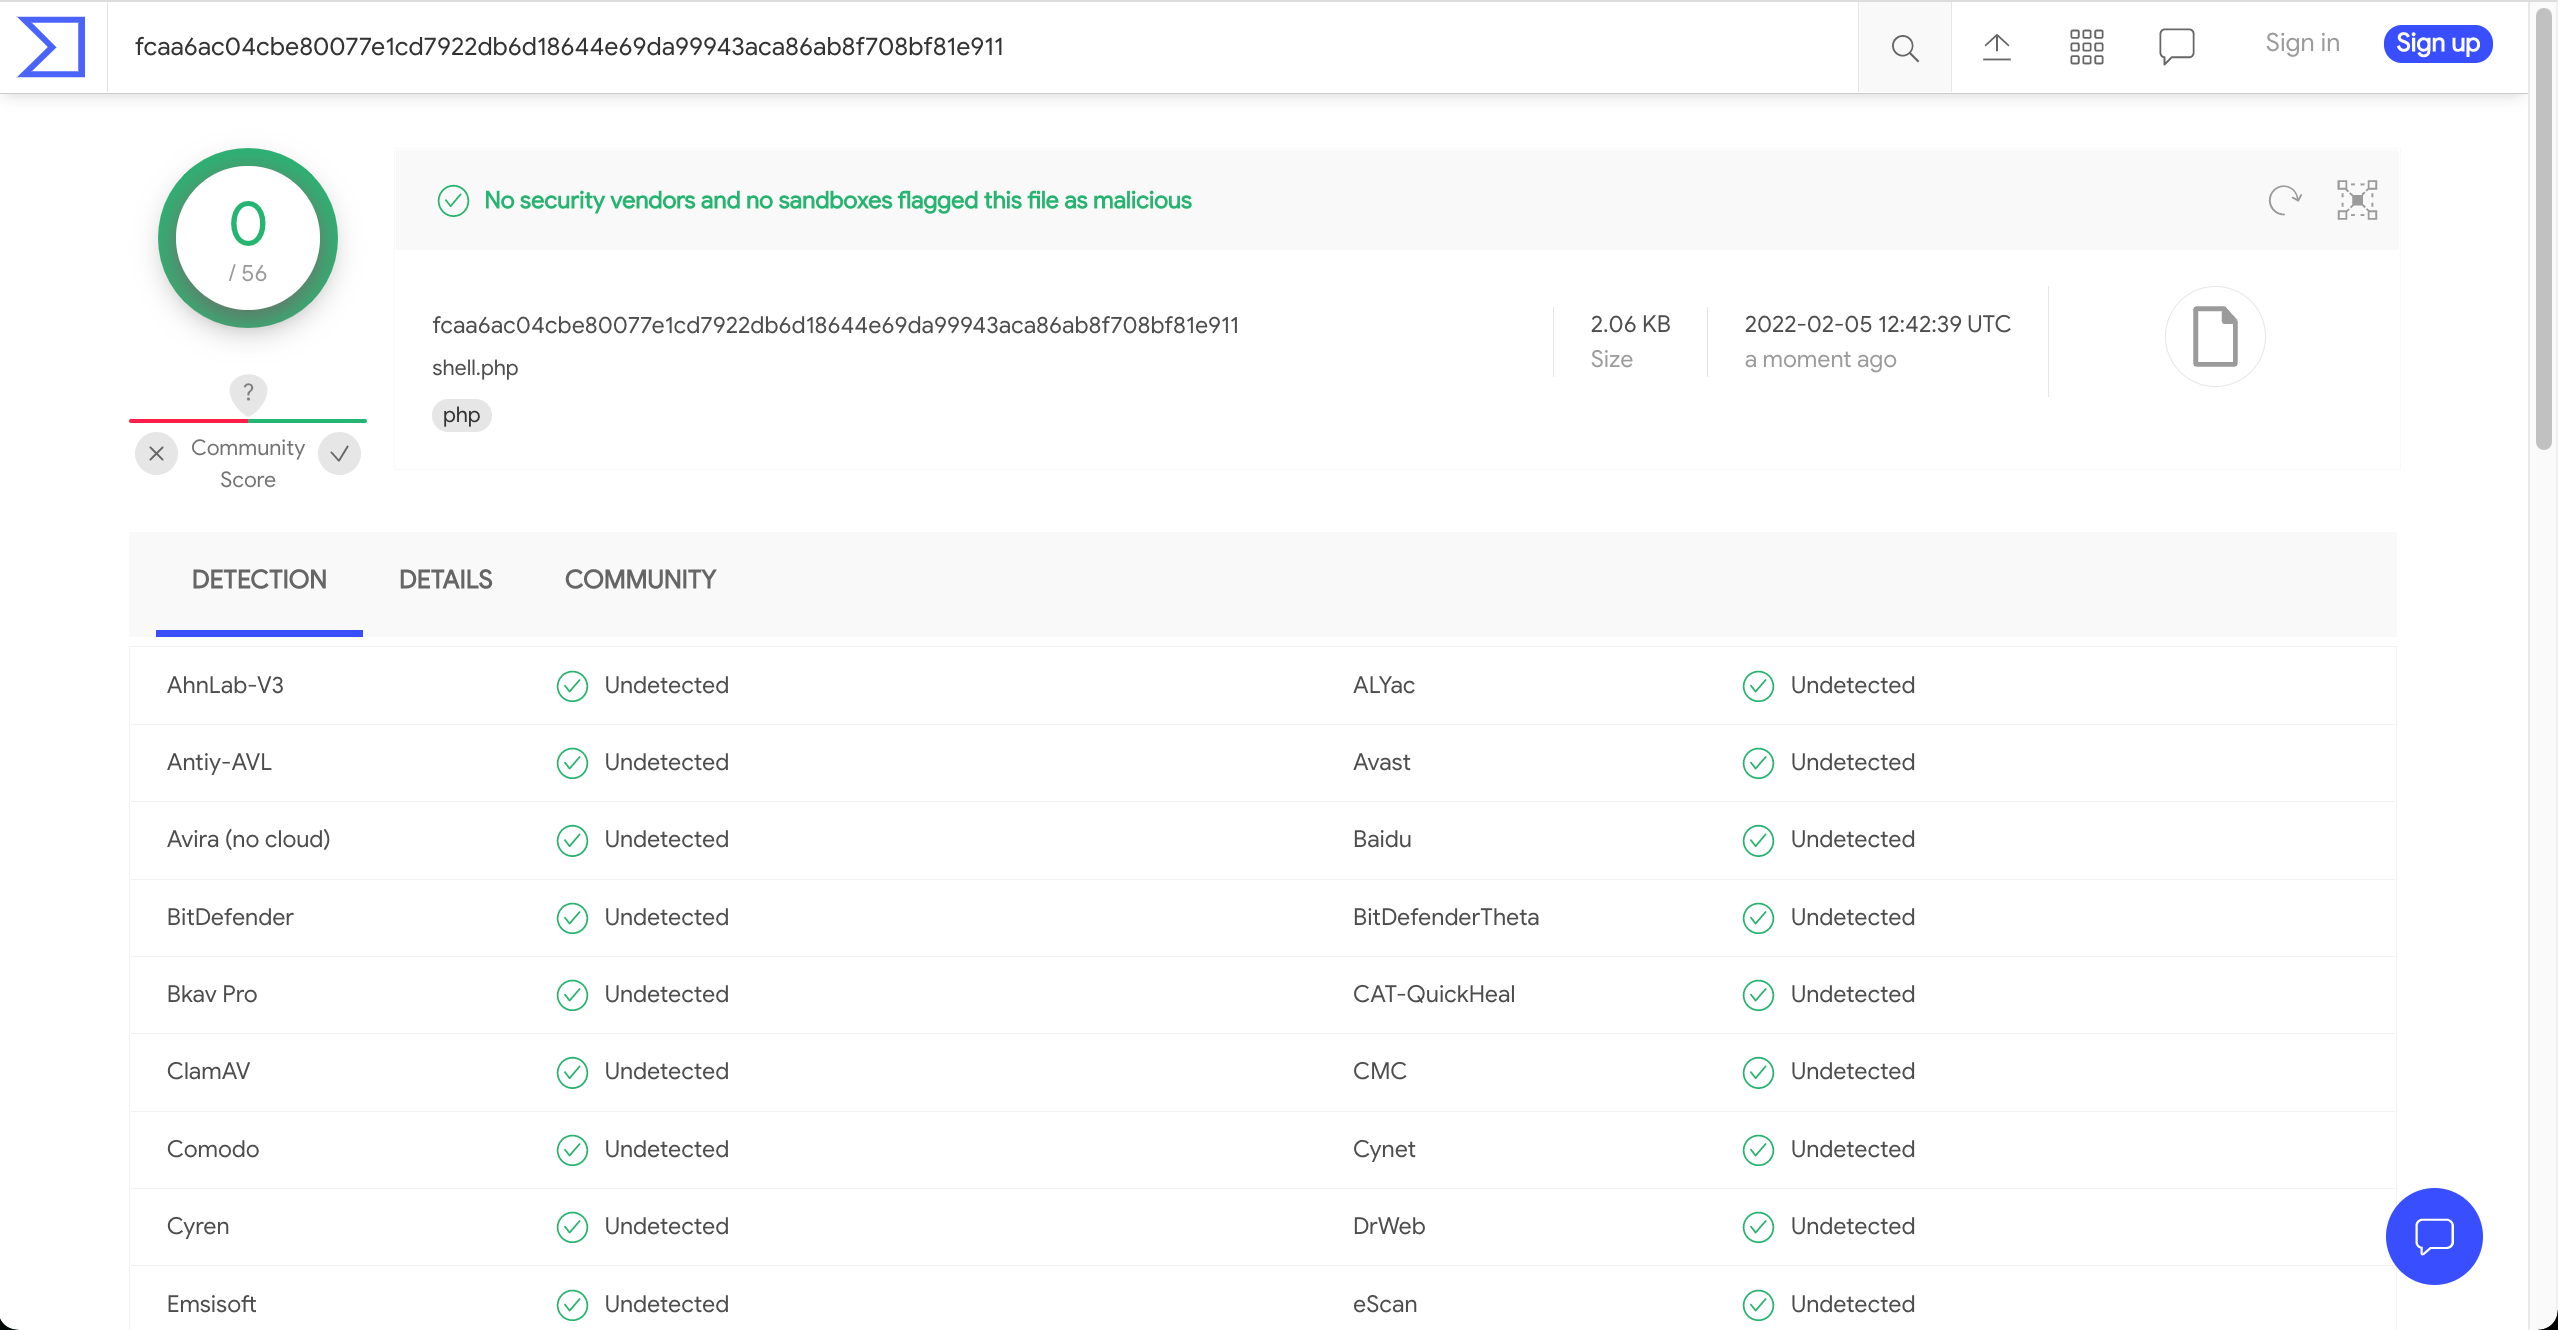 fcaa6ac04cbe80077e1cd7922db6d18644e69da99943aca86ab8f708bf81e911
Sign in
Sign up
0
/ 56
No security vendors and no sandboxes flagged this file as malicious
fcaa6ac04cbe80077e1cd7922db6d18644e69da99943aca86ab8f708bf81e911
shell.php
php
2.06 KB
Size
2022-02-05 12:42:39 UTC
a moment ago
?
Community
Score
DETECTION DETAILS COMMUNITY
AhnLab-V3 Undetected ALYac Undetected
Antiy-AVL Undetected Avast Undetected
Avira (no cloud) Undetected Baidu Undetected
BitDefender Undetected BitDefenderTheta Undetected
Bkav Pro Undetected CAT-QuickHeal Undetected
ClamAV Undetected CMC Undetected
Comodo Undetected Cynet Undetected
Cyren Undetected DrWeb Undetected
Emsisoft Undetected eScan Undetected